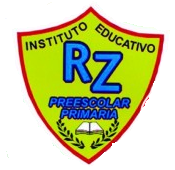 INSTITUTO EDUCATIVO
RZ
PREESCOLAR
PRIMARIA